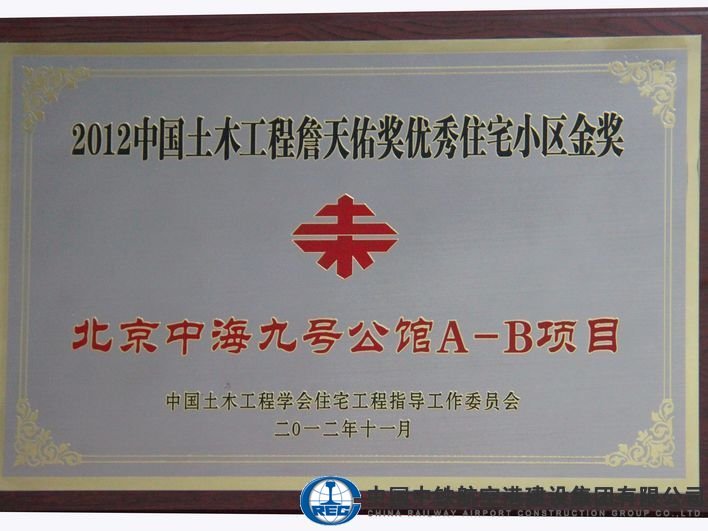 2012中国土木工程詹天佑奖优秀住宅小区金奖
北京中海九号公馆A-B项目
中国土木工程学会住宅工程指导工作委员会
二0一二年十一月
CREC
中国中铁航空港建设集团有限公司
CHINA RAILWAY AIRPORT CONSTRUCTION GROUP CO.,LTD